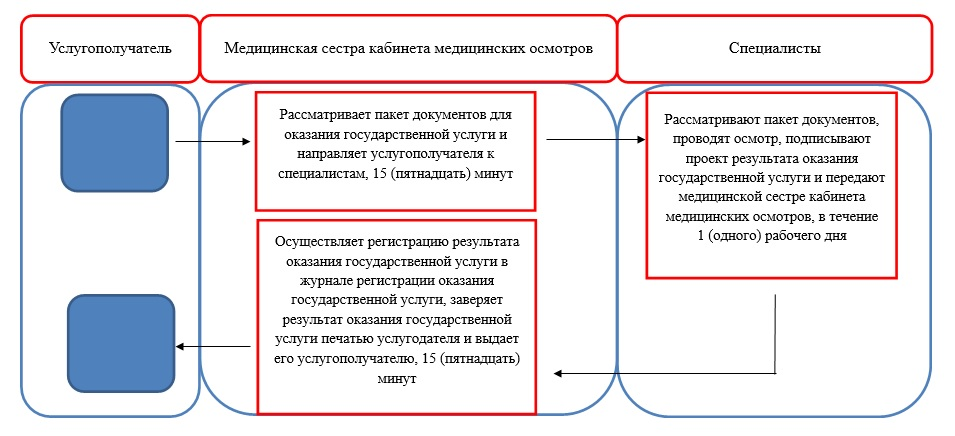 Услугополучатель
Медицинская сестра кабинета медицинских осмотров
Специалисты
Рассматривает пакет документов для
оказания государственной услуги и
направляет услугополучателя к
специалистам, 15 (пятнадцать) минут
Рассматривают пакет документов,
проводят осмотр, подписывают
проект результата оказания
государственной услуги и передают
медицинской сестре кабинета
медицинских осмотров, в течение
1 (одного) рабочего дня
Осуществляет регистрацию результата
оказания государственной услуги в
журнале регистрации оказания
государственной услуги, заверяет
результат оказания государственной
услуги печатью услугодателя и выдает
его услугополучателю, 15 (пятнадцать)
минут